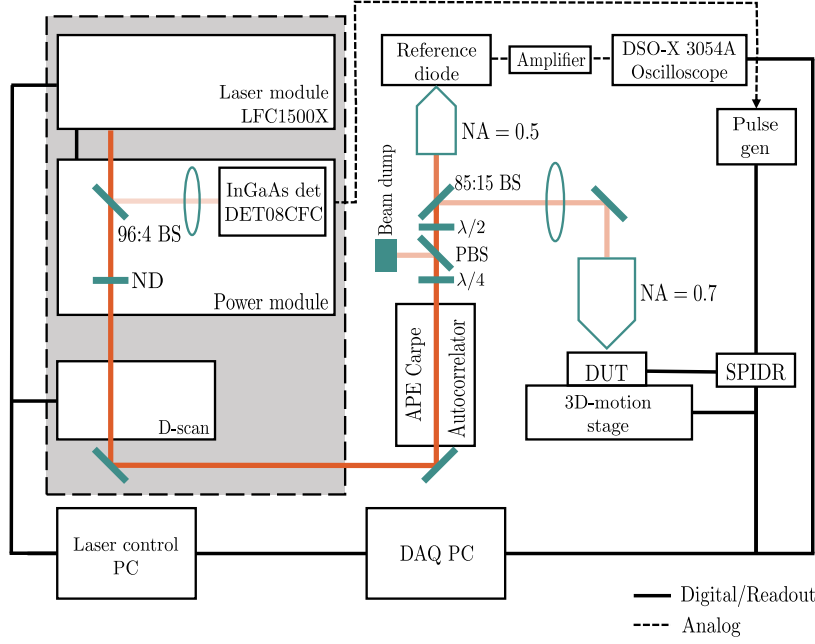 Laser module
LFC1500X
InGaAs det
DET08CFC
96:4 BS
ND
Power module
D-scan
Laser control
PC
Reference
diode
Amplifier
DSO-X 3054A
Oscilloscope
NA = 0.5
Pulse
gen
Beam dump
85:15 BS
λ/2
PBS
λ/4
NA = 0.7
APE Carpe
Autocorrelator
DUT
SPIDR
3D-motion
stage
DAQ PC
Digital/Readout
Analog